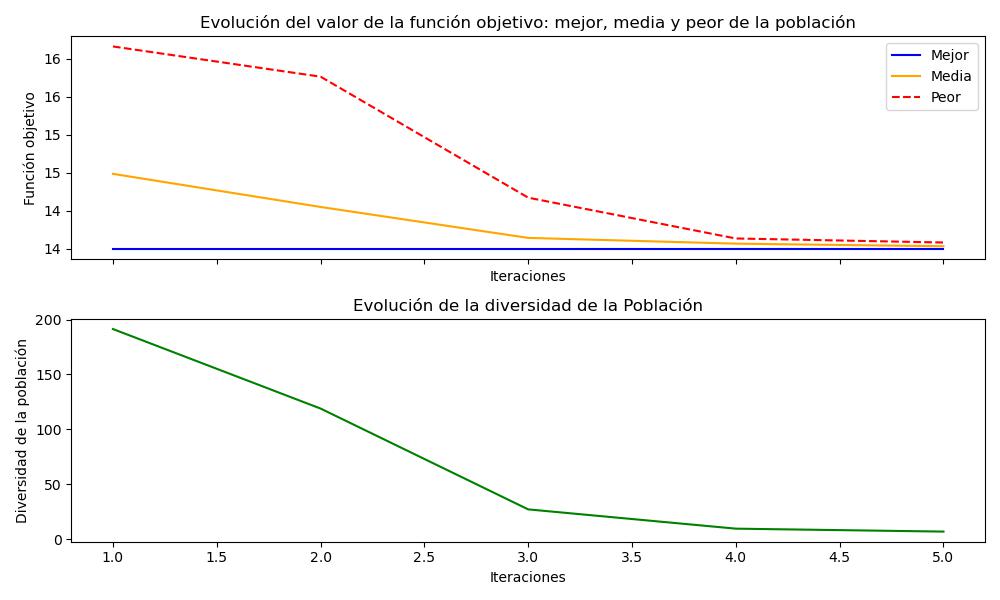 Evolución del valor de la función objetivo: mejor, media y peor de la población
Función objetivo
16
16
15
15
14
14
Mejor
Media
Peor
Iteraciones
Evolución de la diversidad de la Población
Diversidad de la población
200
150
100
50
0
1.0 1.5 2.0 2.5 3.0 3.5 4.0 4.5 5.0
Iteraciones